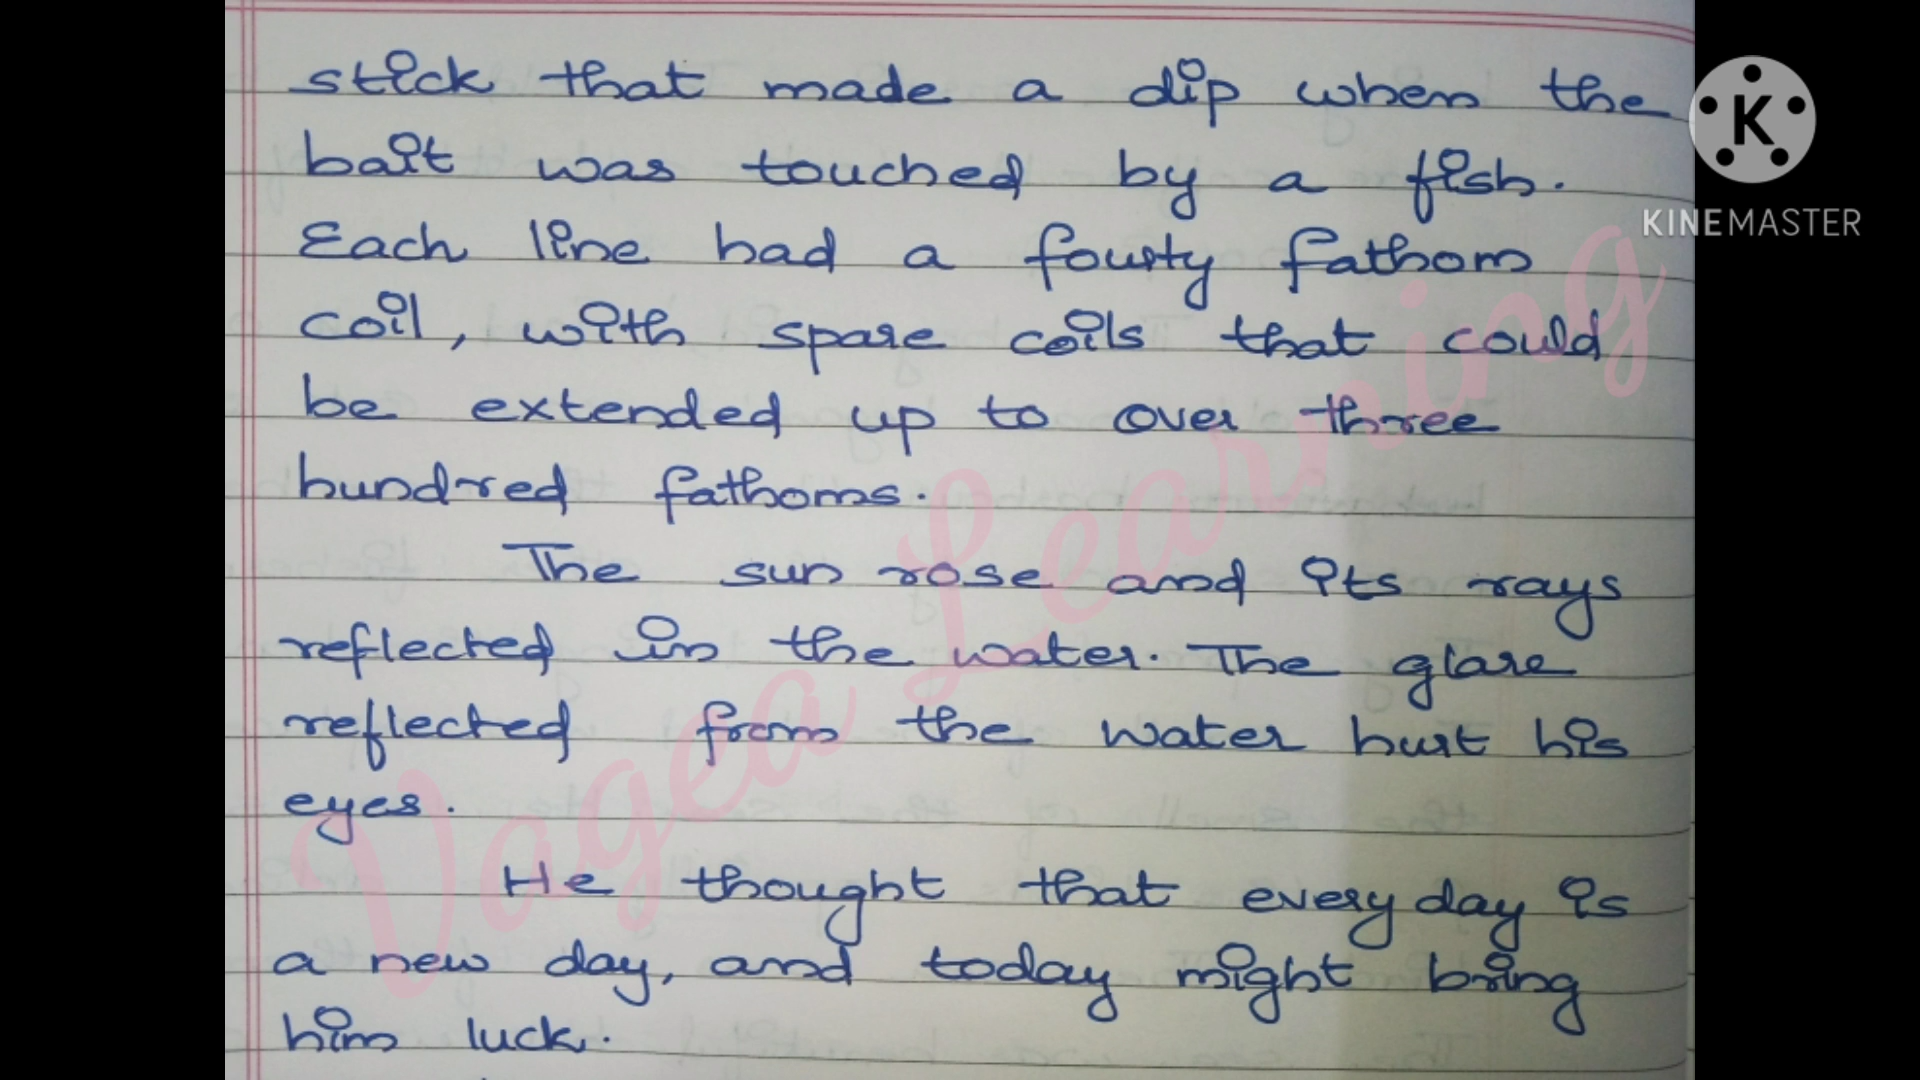 stick that made a dip when the
bait was touched by a fish.
Each line had a fourty fathom
coil, with spare coils that could
be extended up to over three
hundred fathoms.
The sun rose and its rays
reflected in the water. The glare
reflected from the water hurt his
eyes.
He thought that every day is
a new day, and today might bring
him luck.
K
KINEMASTER
Vagea Learning